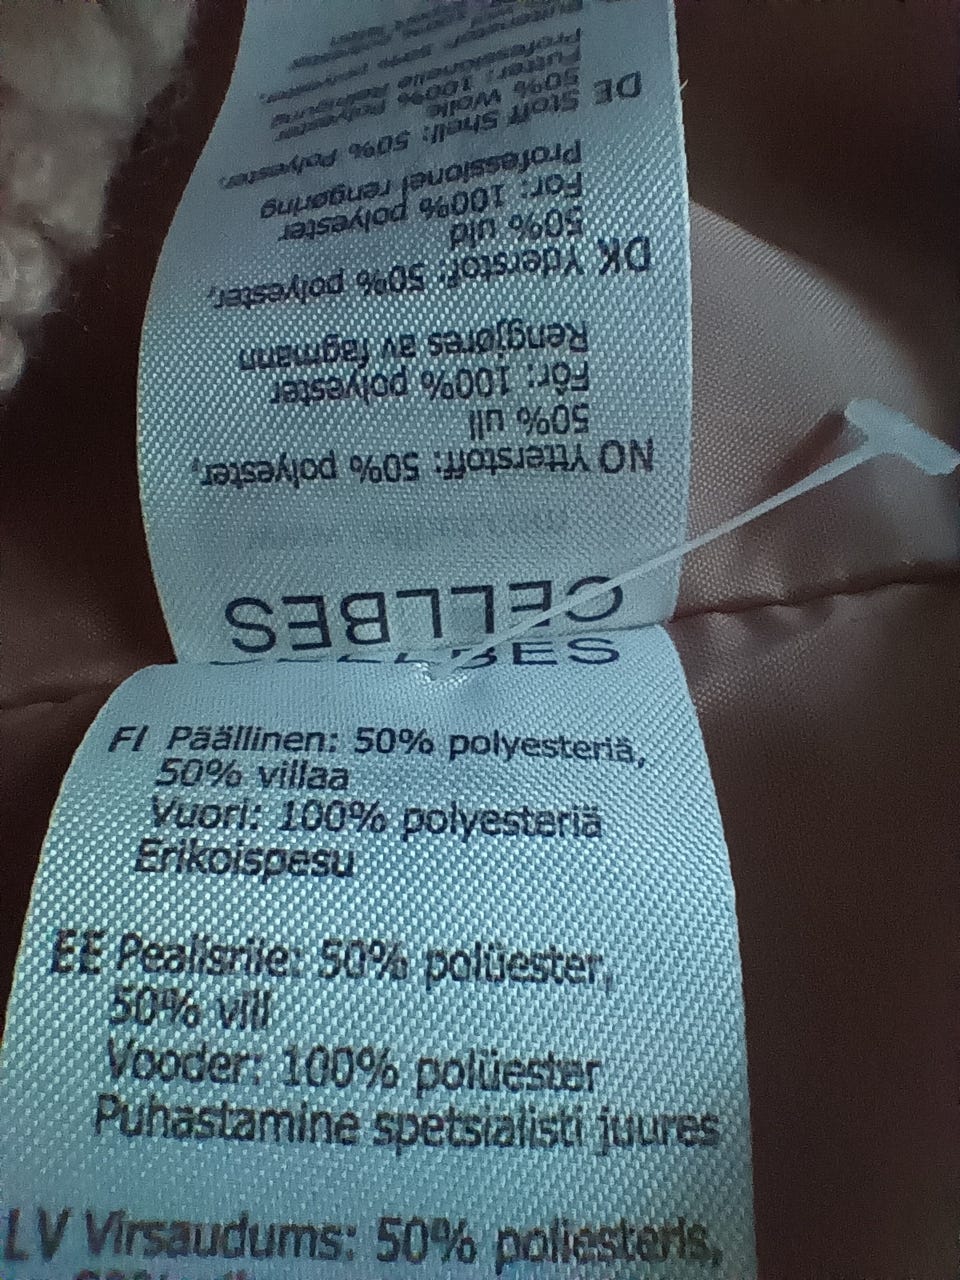 CELLBES
NO Ytterstoff: 50% polyester,
50% ull
Fôr: 100% polyester
Rengjøres av fagmann
DK Yderstof: 50% polyester,
50% uld
For: 100% polyester
Professionel rengøring
DE Stoff Shell: 50% Polyester,
50% Wolle
Futter: 100% Polyester
Professionelle
FI Päällinen: 50% polyesteriä,
50% villaa
Vuori: 100% polyesteriä
Erikoispesu
EE Pealisriie: 50% polüester,
50% vill
Vooder: 100% polüester
Puhastamine spetsialisti juures
LV Virsaudums: 50% poliesteris,